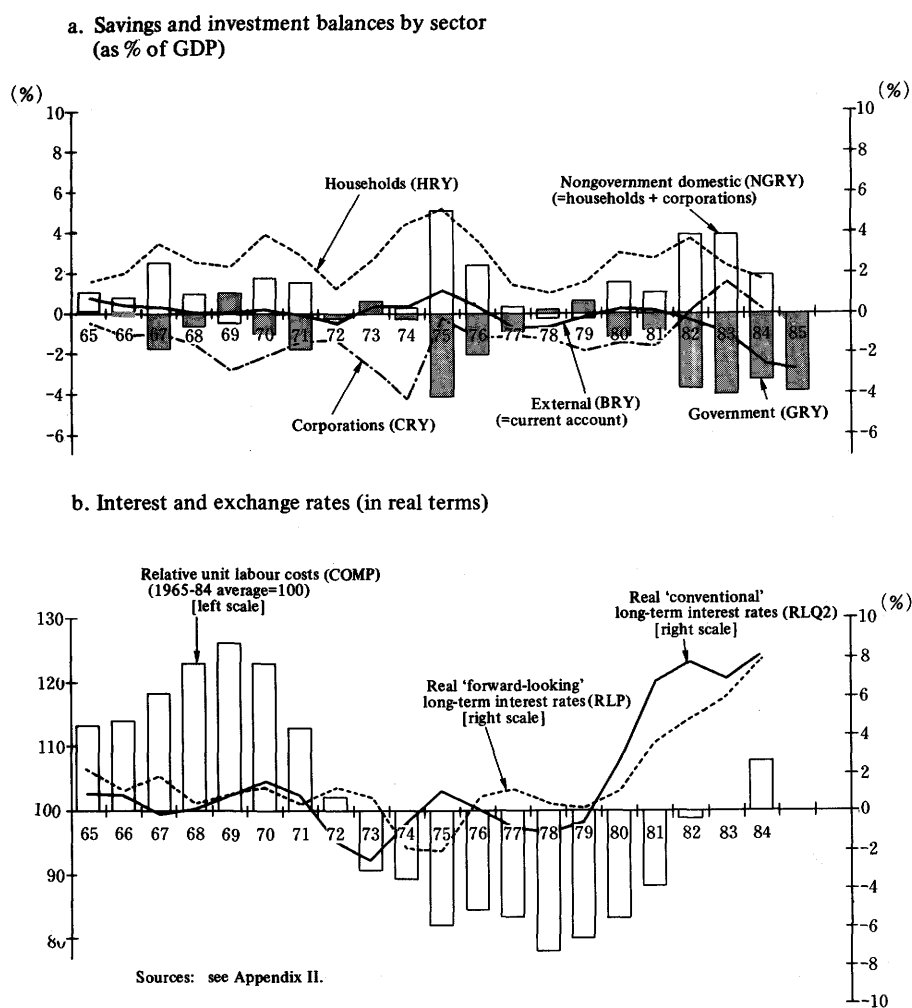 a. Savings and investment balances by sector
(as % of GDP)
(%) (%)
10 10
8 8
6 6
4 4
2 2
0 0
-2 -2
-4 -4
-6 -6
Households (HRY)
Nongovernment domestic (NGRY)
(=households + corporations)
65 66 67 68 69 70 71 72 73 74 75 76 77 78 79 80 81 82 83 84 85
Corporations (CRY)
External (BRY)
(=current account)
Government (GRY)
b. Interest and exchange rates (in real terms)
Relative unit labour costs (COMP)
(1965-84 average=100)
[left scale]
Real 'conventional'
long-term interest rates (RLQ2)
[right scale]
(%)
Real 'forward-looking'
long-term interest rates (RLP)
[right scale]
130
120
110
100
90
80
10
8
6
4
2
0
-2
-4
-6
-8
-10
65 66 67 68 69 70 71 72 73 74 75 76 77 78 79 80 81 82 83 84
Sources: see Appendix II.